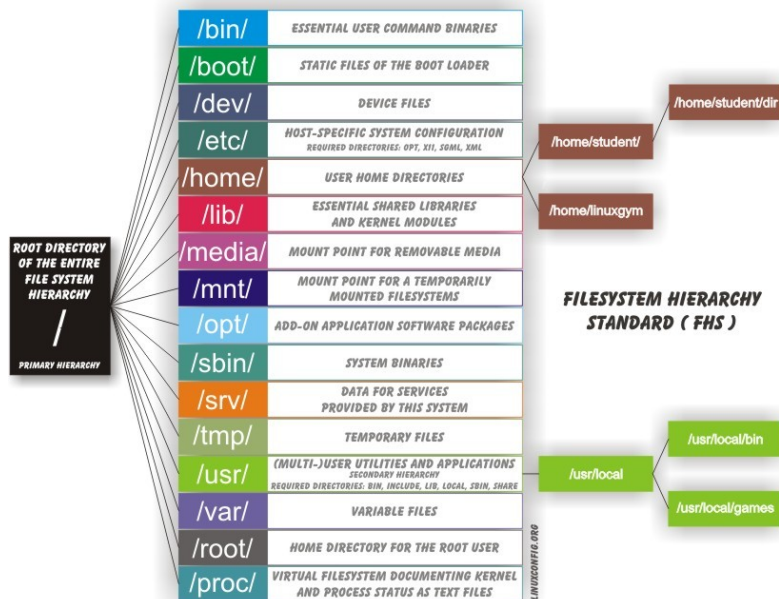 ROOT DIRECTORY
OF THE ENTIRE
FILE SYSTEM
HIERARCHY
/
PRIMARY HIERARCHY
/bin/
ESSENTIAL USER COMMAND BINARIES
/boot/
STATIC FILES OF THE BOOT LOADER
/dev/
DEVICE FILES
/etc/
HOST-SPECIFIC SYSTEM CONFIGURATION
REQUIRED DIRECTORIES: OPT, X11, SGML, XML
/home/
USER HOME DIRECTORIES
/home/student/
/home/student/dir
/home/linuxgym
/lib/
ESSENTIAL SHARED LIBRARIES
AND KERNEL MODULES
/media/
MOUNT POINT FOR REMOVABLE MEDIA
/mnt/
MOUNT POINT FOR A TEMPORARILY
MOUNTED FILESYSTEMS
/opt/
ADD-ON APPLICATION SOFTWARE PACKAGES
/sbin/
SYSTEM BINARIES
/srv/
DATA FOR SERVICES
PROVIDED BY THIS SYSTEM
/tmp/
TEMPORARY FILES
/usr/
(MULTI-)USER UTILITIES AND APPLICATIONS
SECONDARY HIERARCHY
REQUIRED DIRECTORIES: BIN, INCLUDE, LIB, LOCAL, SBIN, SHARE
/usr/local
/usr/local/bin
/usr/local/games
/var/
VARIABLE FILES
/root/
HOME DIRECTORY FOR THE ROOT USER
/proc/
VIRTUAL FILESYSTEM DOCUMENTING KERNEL
AND PROCESS STATUS AS TEXT FILES
FILESYSTEM HIERARCHY
STANDARD ( FHS )
LINUXCONFIG.ORG